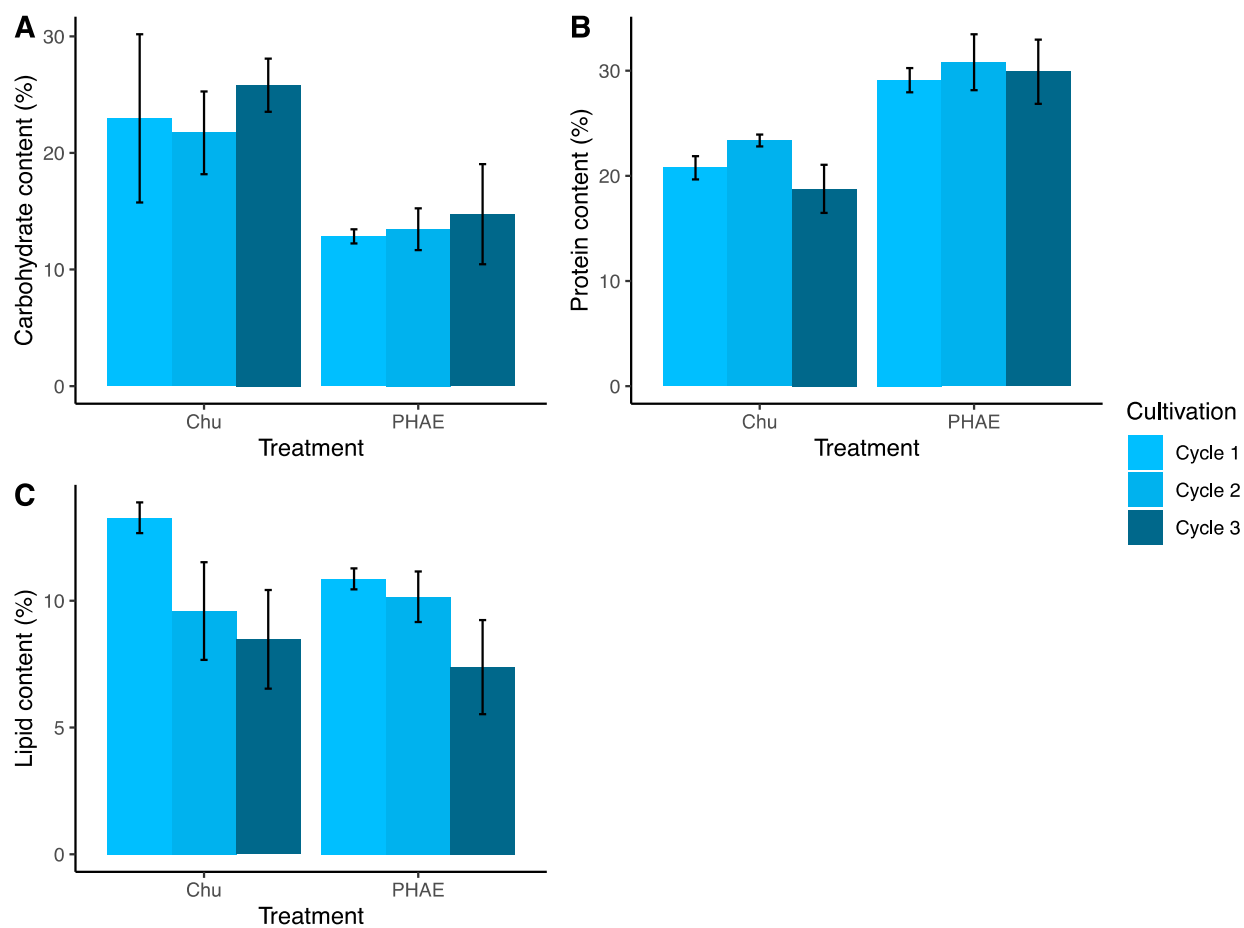 A
Carbohydrate content (%)
30
20
10
0
Chu PHAE
Treatment
B
Protein content (%)
30
20
10
0
Chu PHAE
Treatment
Cultivation
Cycle 1
Cycle 2
Cycle 3
C
Lipid content (%)
10
5
0
Chu PHAE
Treatment